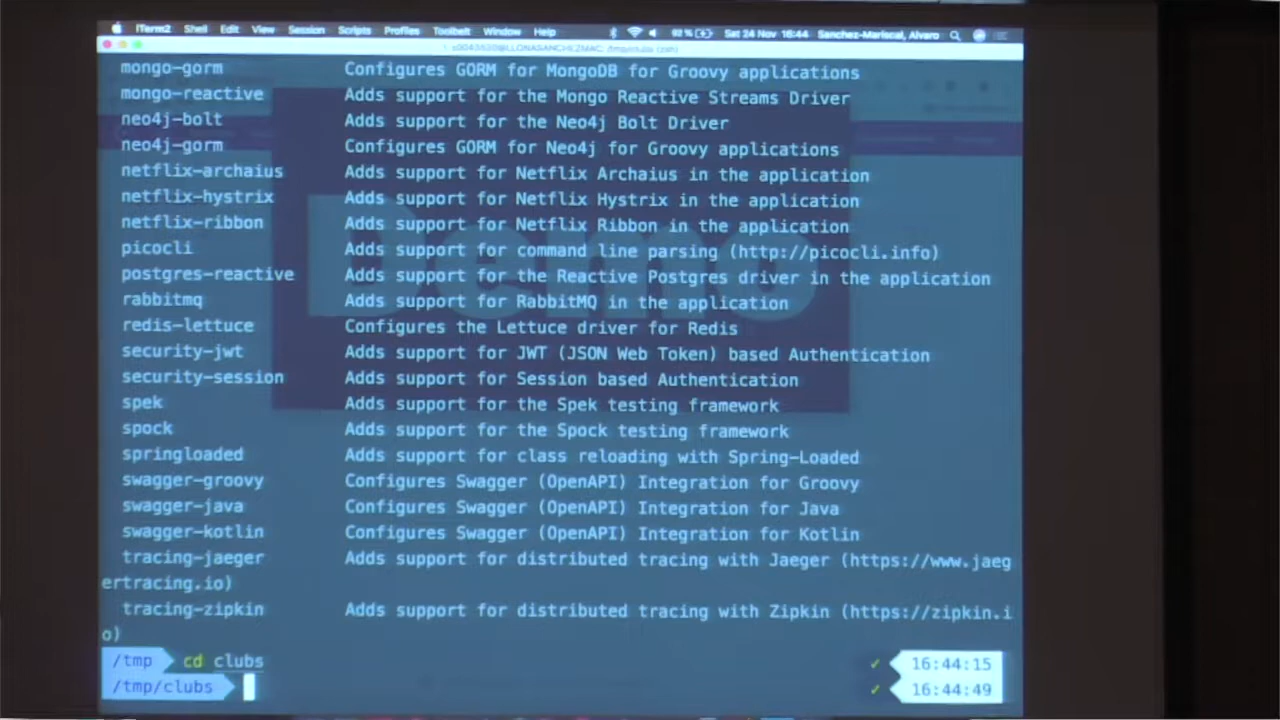 iTerm2 Shell Edit View Session Scripts Profiles Toolbelt Window Help 92% Sat 24 Nov 16:44 Sanchez-Mariscal, Alvaro
mongo-gorm Configures GORM for MongoDB for Groovy applications
mongo-reactive Adds support for the Mongo Reactive Streams Driver
neo4j-bolt Adds support for the Neo4j Bolt Driver
neo4j-gorm Configures GORM for Neo4j for Groovy applications
netflix-archaius Adds support for Netflix Archaius in the application
netflix-hystrix Adds support for Netflix Hystrix in the application
netflix-ribbon Adds support for Netflix Ribbon in the application
picocli Adds support for command line parsing (http://picocli.info)
postgres-reactive Adds support for the Reactive Postgres driver in the application
rabbitmq Adds support for RabbitMQ in the application
redis-lettuce Configures the Lettuce driver for Redis
security-jwt Adds support for JWT (JSON Web Token) based Authentication
security-session Adds support for Session based Authentication
spek Adds support for the Spek testing framework
spock Adds support for the Spock testing framework
springloaded Adds support for class reloading with Spring-Loaded
swagger-groovy Configures Swagger (OpenAPI) Integration for Groovy
swagger-java Configures Swagger (OpenAPI) Integration for Java
swagger-kotlin Configures Swagger (OpenAPI) Integration for Kotlin
tracing-jaeger Adds support for distributed tracing with Jaeger (https://www.jaeg
ertracing.io)
tracing-zipkin Adds support for distributed tracing with Zipkin (https://zipkin.i
o)
/tmp cd clubs ✓ 16:44:15
/tmp/clubs ✓ 16:44:49
Demo